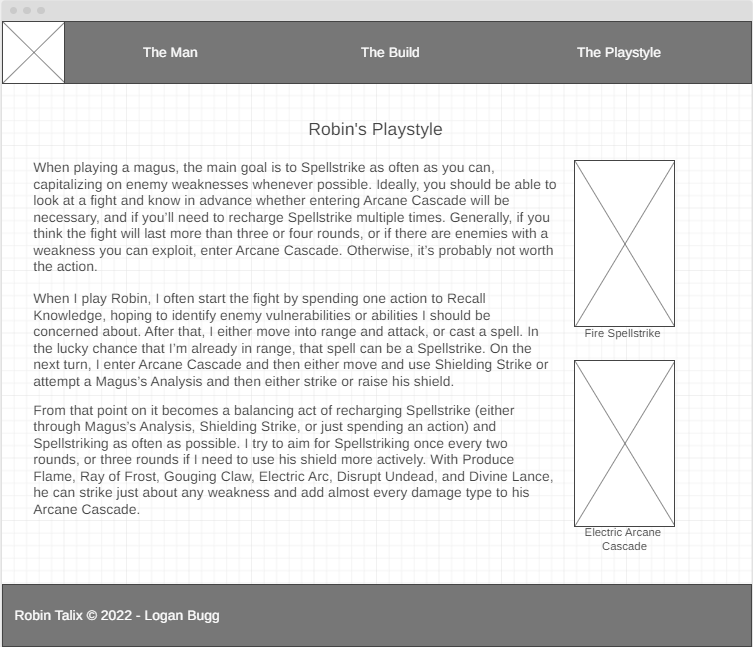 The Man
The Build
The Playstyle
Robin's Playstyle
When playing a magus, the main goal is to Spellstrike as often as you can,
capitalizing on enemy weaknesses whenever possible. Ideally, you should be able to
look at a fight and know in advance whether entering Arcane Cascade will be
necessary, and if you’ll need to recharge Spellstrike multiple times. Generally, if you
think the fight will last more than three or four rounds, or if there are enemies with a
weakness you can exploit, enter Arcane Cascade. Otherwise, it’s probably not worth
the action.
When I play Robin, I often start the fight by spending one action to Recall
Knowledge, hoping to identify enemy vulnerabilities or abilities I should be
concerned about. After that, I either move into range and attack, or cast a spell. In
the lucky chance that I’m already in range, that spell can be a Spellstrike. On the
next turn, I enter Arcane Cascade and then either move and use Shielding Strike or
attempt a Magus’s Analysis and then either strike or raise his shield.
From that point on it becomes a balancing act of recharging Spellstrike (either
through Magus’s Analysis, Shielding Strike, or just spending an action) and
Spellstriking as often as possible. I try to aim for Spellstriking once every two
rounds, or three rounds if I need to use his shield more actively. With Produce
Flame, Ray of Frost, Gouging Claw, Electric Arc, Disrupt Undead, and Divine Lance,
he can strike just about any weakness and add almost every damage type to his
Arcane Cascade.
Fire Spellstrike
Electric Arcane
Cascade
Robin Talix © 2022 - Logan Bugg